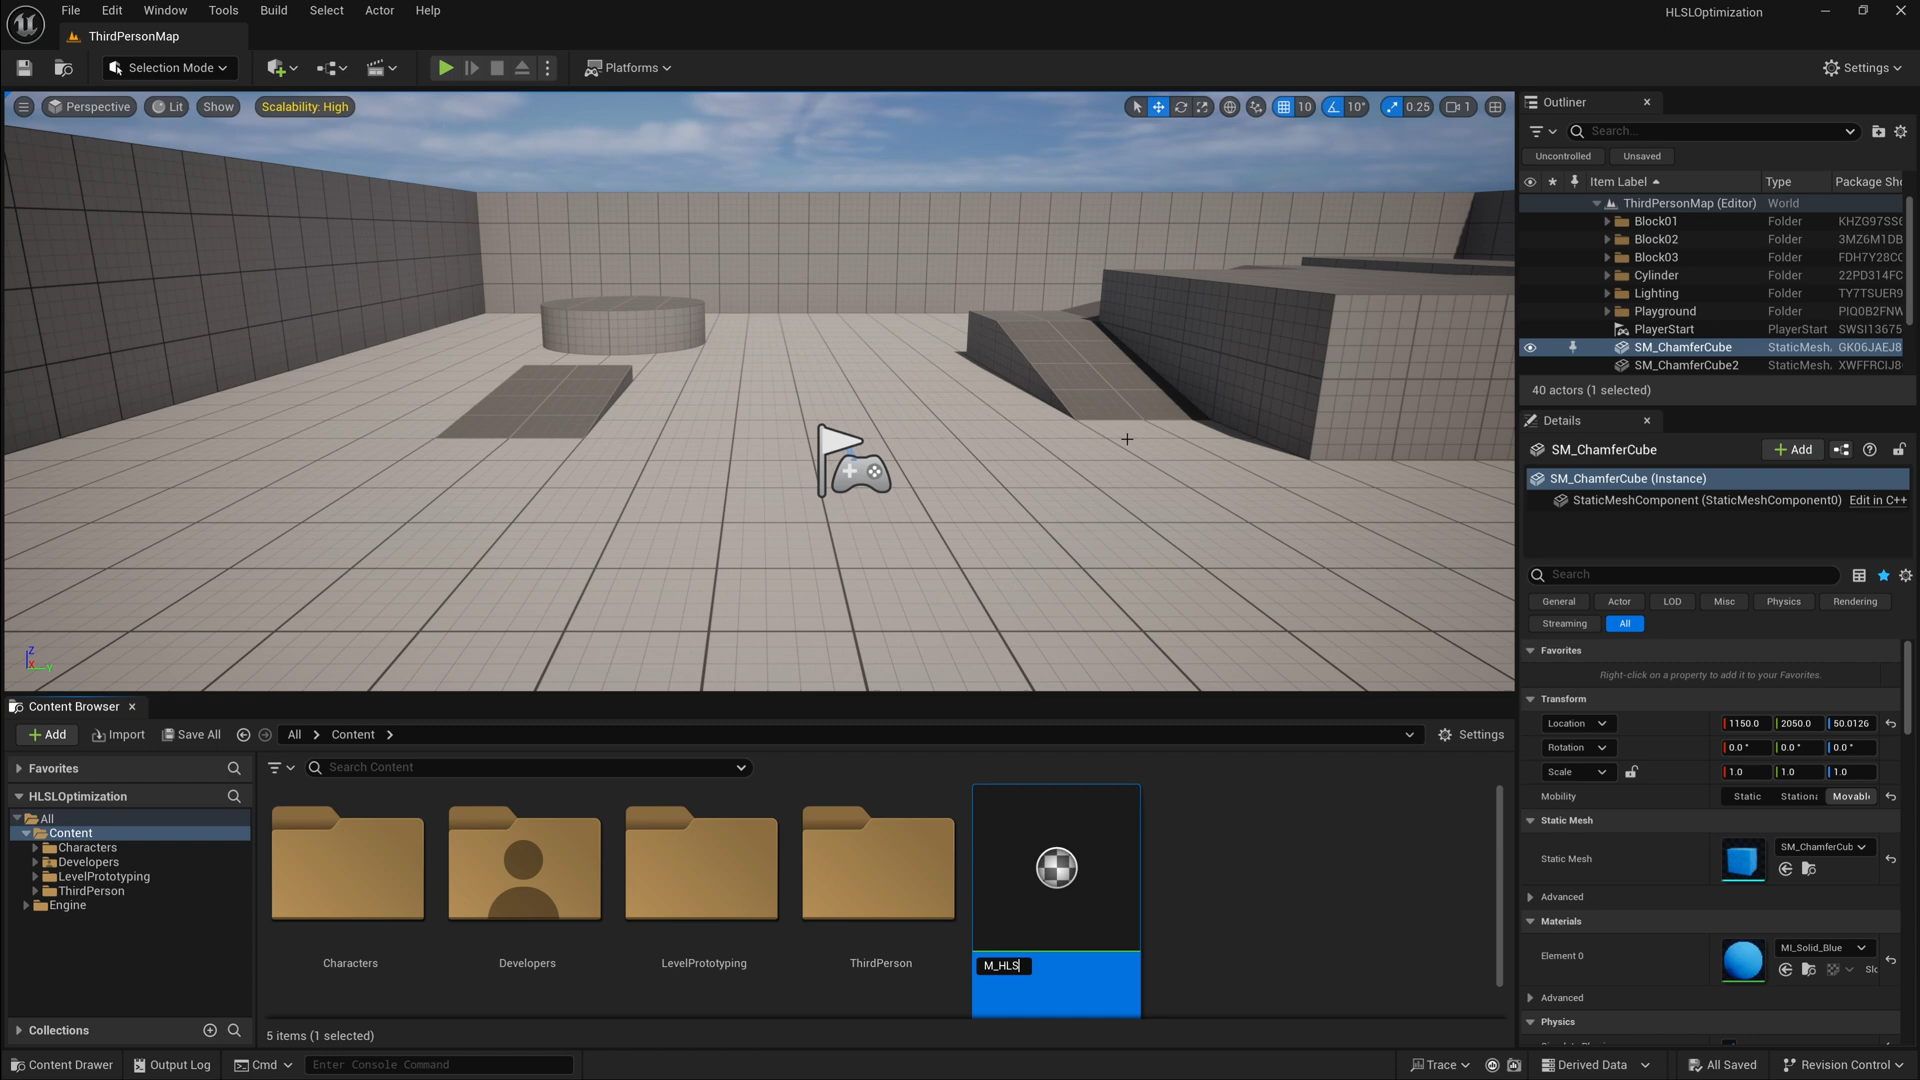 File Edit Window Tools Build Select Actor Help
HLSLOptimization
ThirdPersonMap
Selection Mode
Platforms
Settings
Perspective Lit Show Scalability: High
10 10° 0.25 1
Outliner
Search...
Uncontrolled Unsaved
Item Label Type Package Sho
ThirdPersonMap (Editor) World
Block01 Folder KHZG97SS6
Block02 Folder 3MZ6M1DB
Block03 Folder FDH7Y28CC
Cylinder Folder 22PD314FC
Lighting Folder TY7TSUER9
Playground Folder PIQ0B2FNW
PlayerStart PlayerStart SWSI13675
SM_ChamferCube StaticMesh. GK06JAEJ8
SM_ChamferCube2 StaticMesh. XWFFRCIJ8
40 actors (1 selected)
Details
SM_ChamferCube
+ Add
SM_ChamferCube (Instance)
StaticMeshComponent (StaticMeshComponent0) Edit in C++
Search
General Actor LOD Misc Physics Rendering
Streaming All
Favorites
Right-click on a property to add it to your Favorites.
Transform
Location 1150.0 2050.0 50.0126
Rotation 0.0 ° 0.0 ° 0.0 °
Scale 1.0 1.0 1.0
Mobility Static Stationa Movable
Static Mesh
Static Mesh SM_ChamferCub
Advanced
Materials
Element 0 MI_Solid_Blue
Slo
Advanced
Physics
Z
X Y
Content Browser
+ Add Import Save All All > Content > Settings
Favorites
Search Content
HLSLOptimization
All
Content
Characters
Developers
LevelPrototyping
ThirdPerson
Engine
Collections
Characters Developers LevelPrototyping ThirdPerson M_HLS
5 items (1 selected)
Content Drawer Output Log Cmd Enter Console Command Trace Derived Data All Saved Revision Control